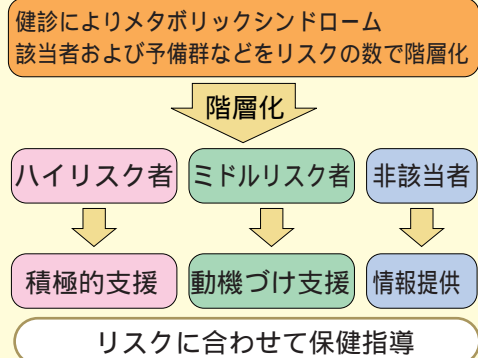 健診によりメタボリックシンドローム
該当者および予備群などをリスクの数で階層化
階層化
ハイリスク者
ミドルリスク者
非該当者
積極的支援
動機づけ支援
情報提供
リスクに合わせて保健指導